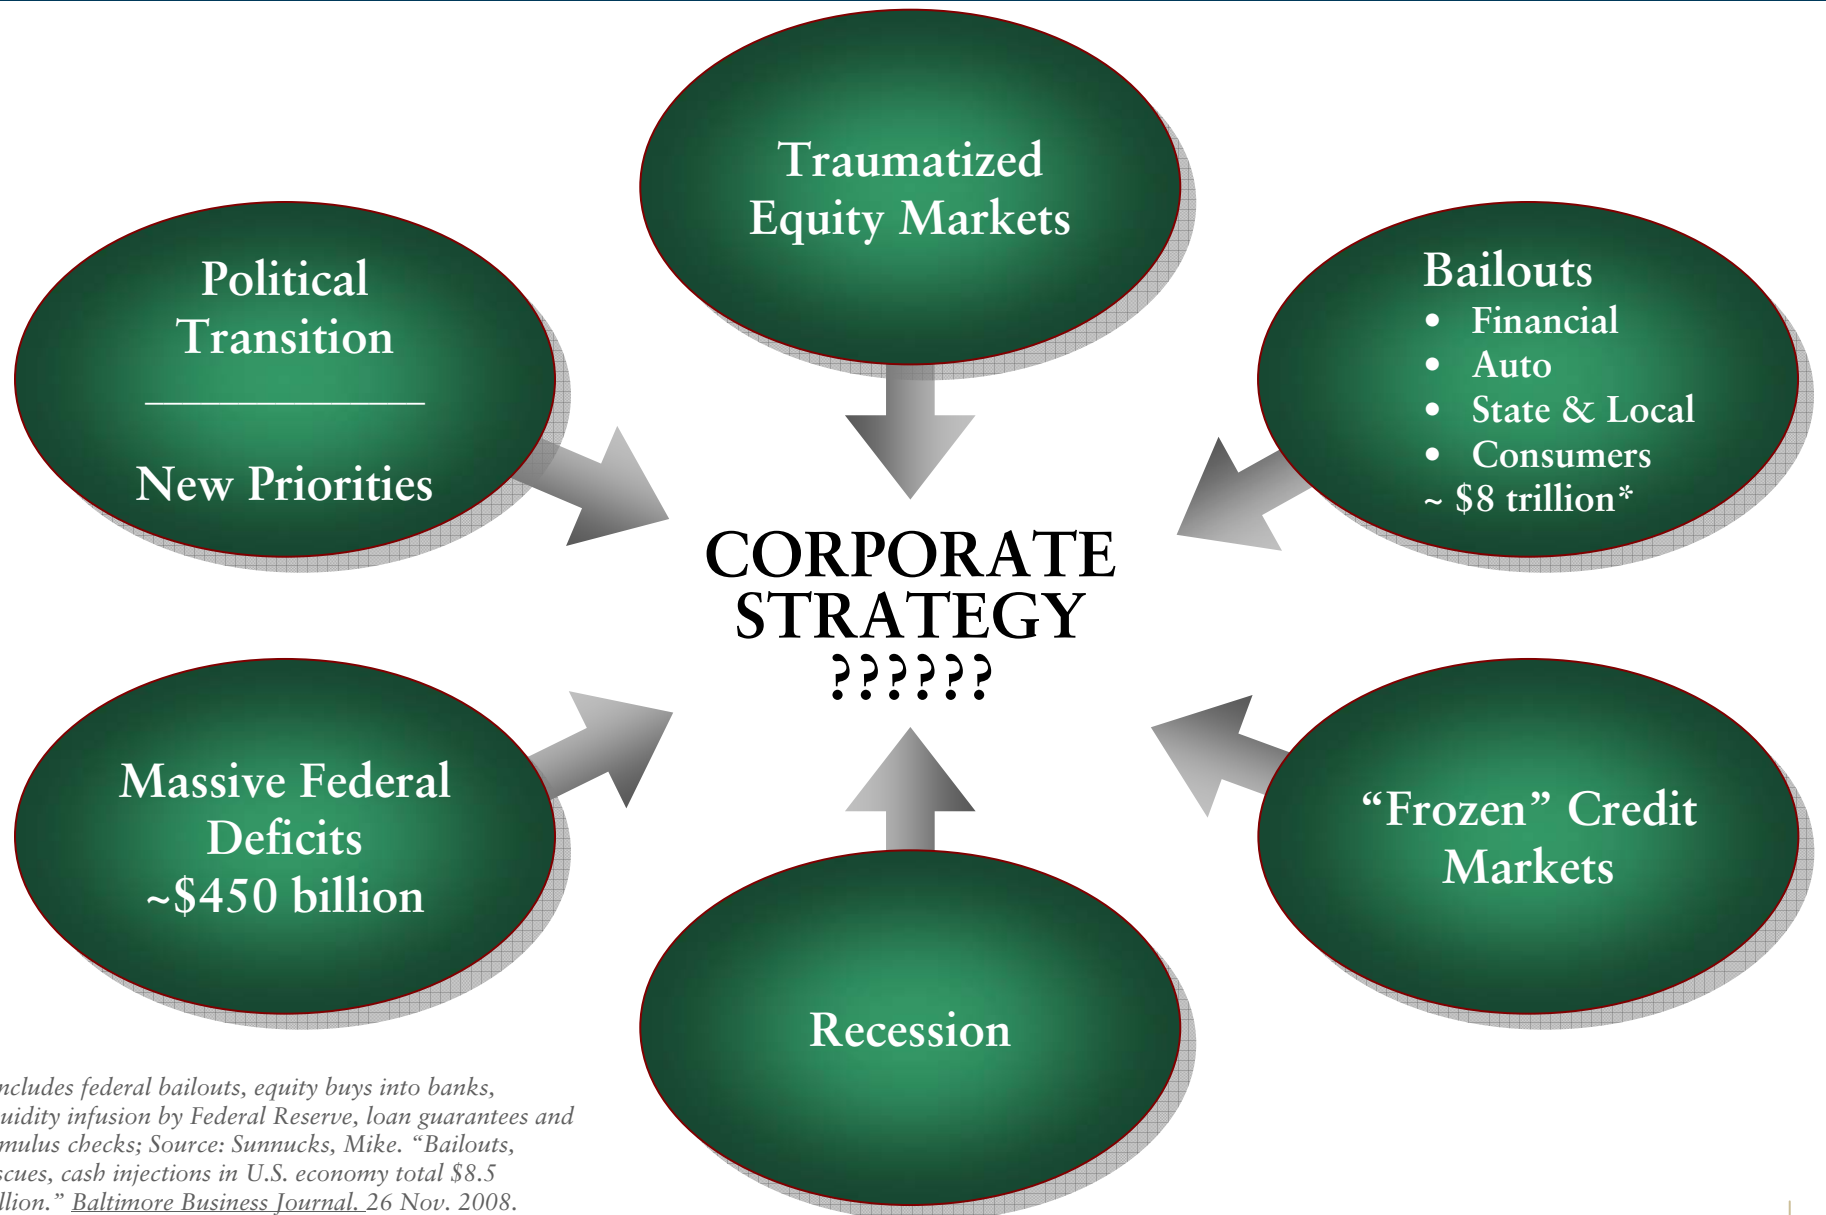 Traumatized
Equity Markets
Political
Transition
New Priorities
Bailouts
• Financial
• Auto
• State & Local
• Consumers
~ $8 trillion*
CORPORATE
STRATEGY
??????
Massive Federal
Deficits
~$450 billion
“Frozen” Credit
Markets
Recession
ncludes federal bailouts, equity buys into banks,
uidity infusion by Federal Reserve, loan guarantees and
mulus checks; Source: Sunnucks, Mike. “Bailouts,
scues, cash injections in U.S. economy total $8.5
llion.” Baltimore Business Journal. 26 Nov. 2008.